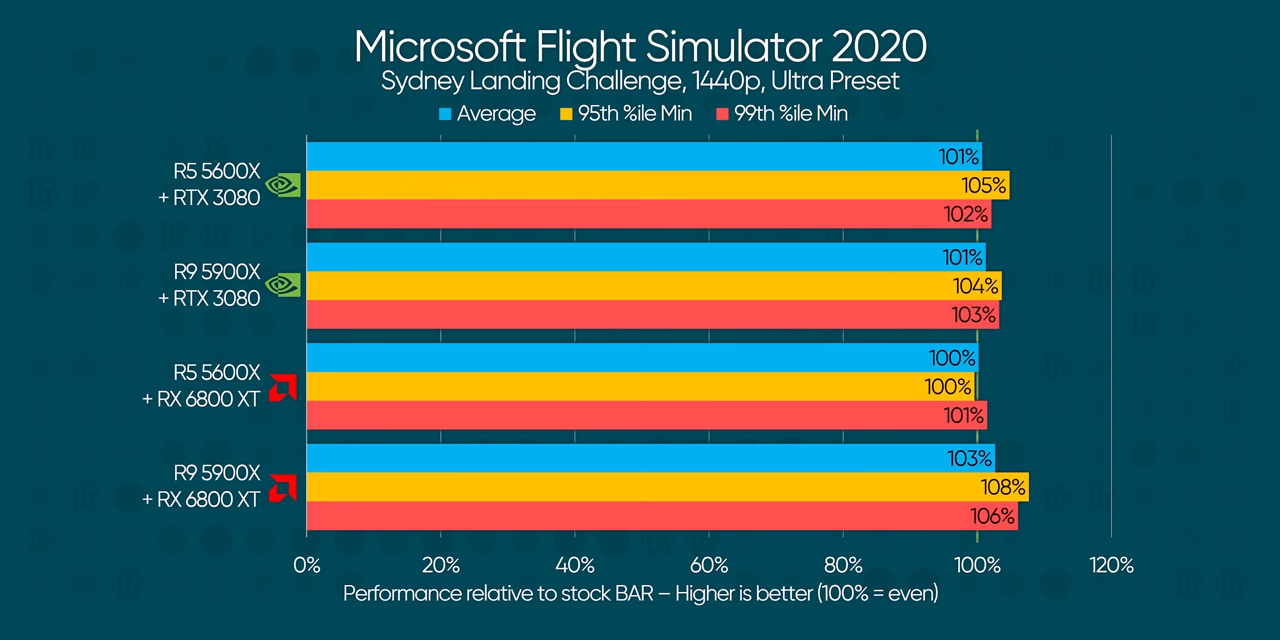 Microsoft Flight Simulator 2020
Sydney Landing Challenge, 1440p, Ultra Preset
Average 95th %ile Min 99th %ile Min
R5 5600X
+ RTX 3080
101%
105%
102%
R9 5900X
+ RTX 3080
101%
104%
103%
R5 5600X
+ RX 6800 XT
100%
100%
101%
R9 5900X
+ RX 6800 XT
103%
108%
106%
0% 20% 40% 60% 80% 100% 120%
Performance relative to stock BAR – Higher is better (100% = even)